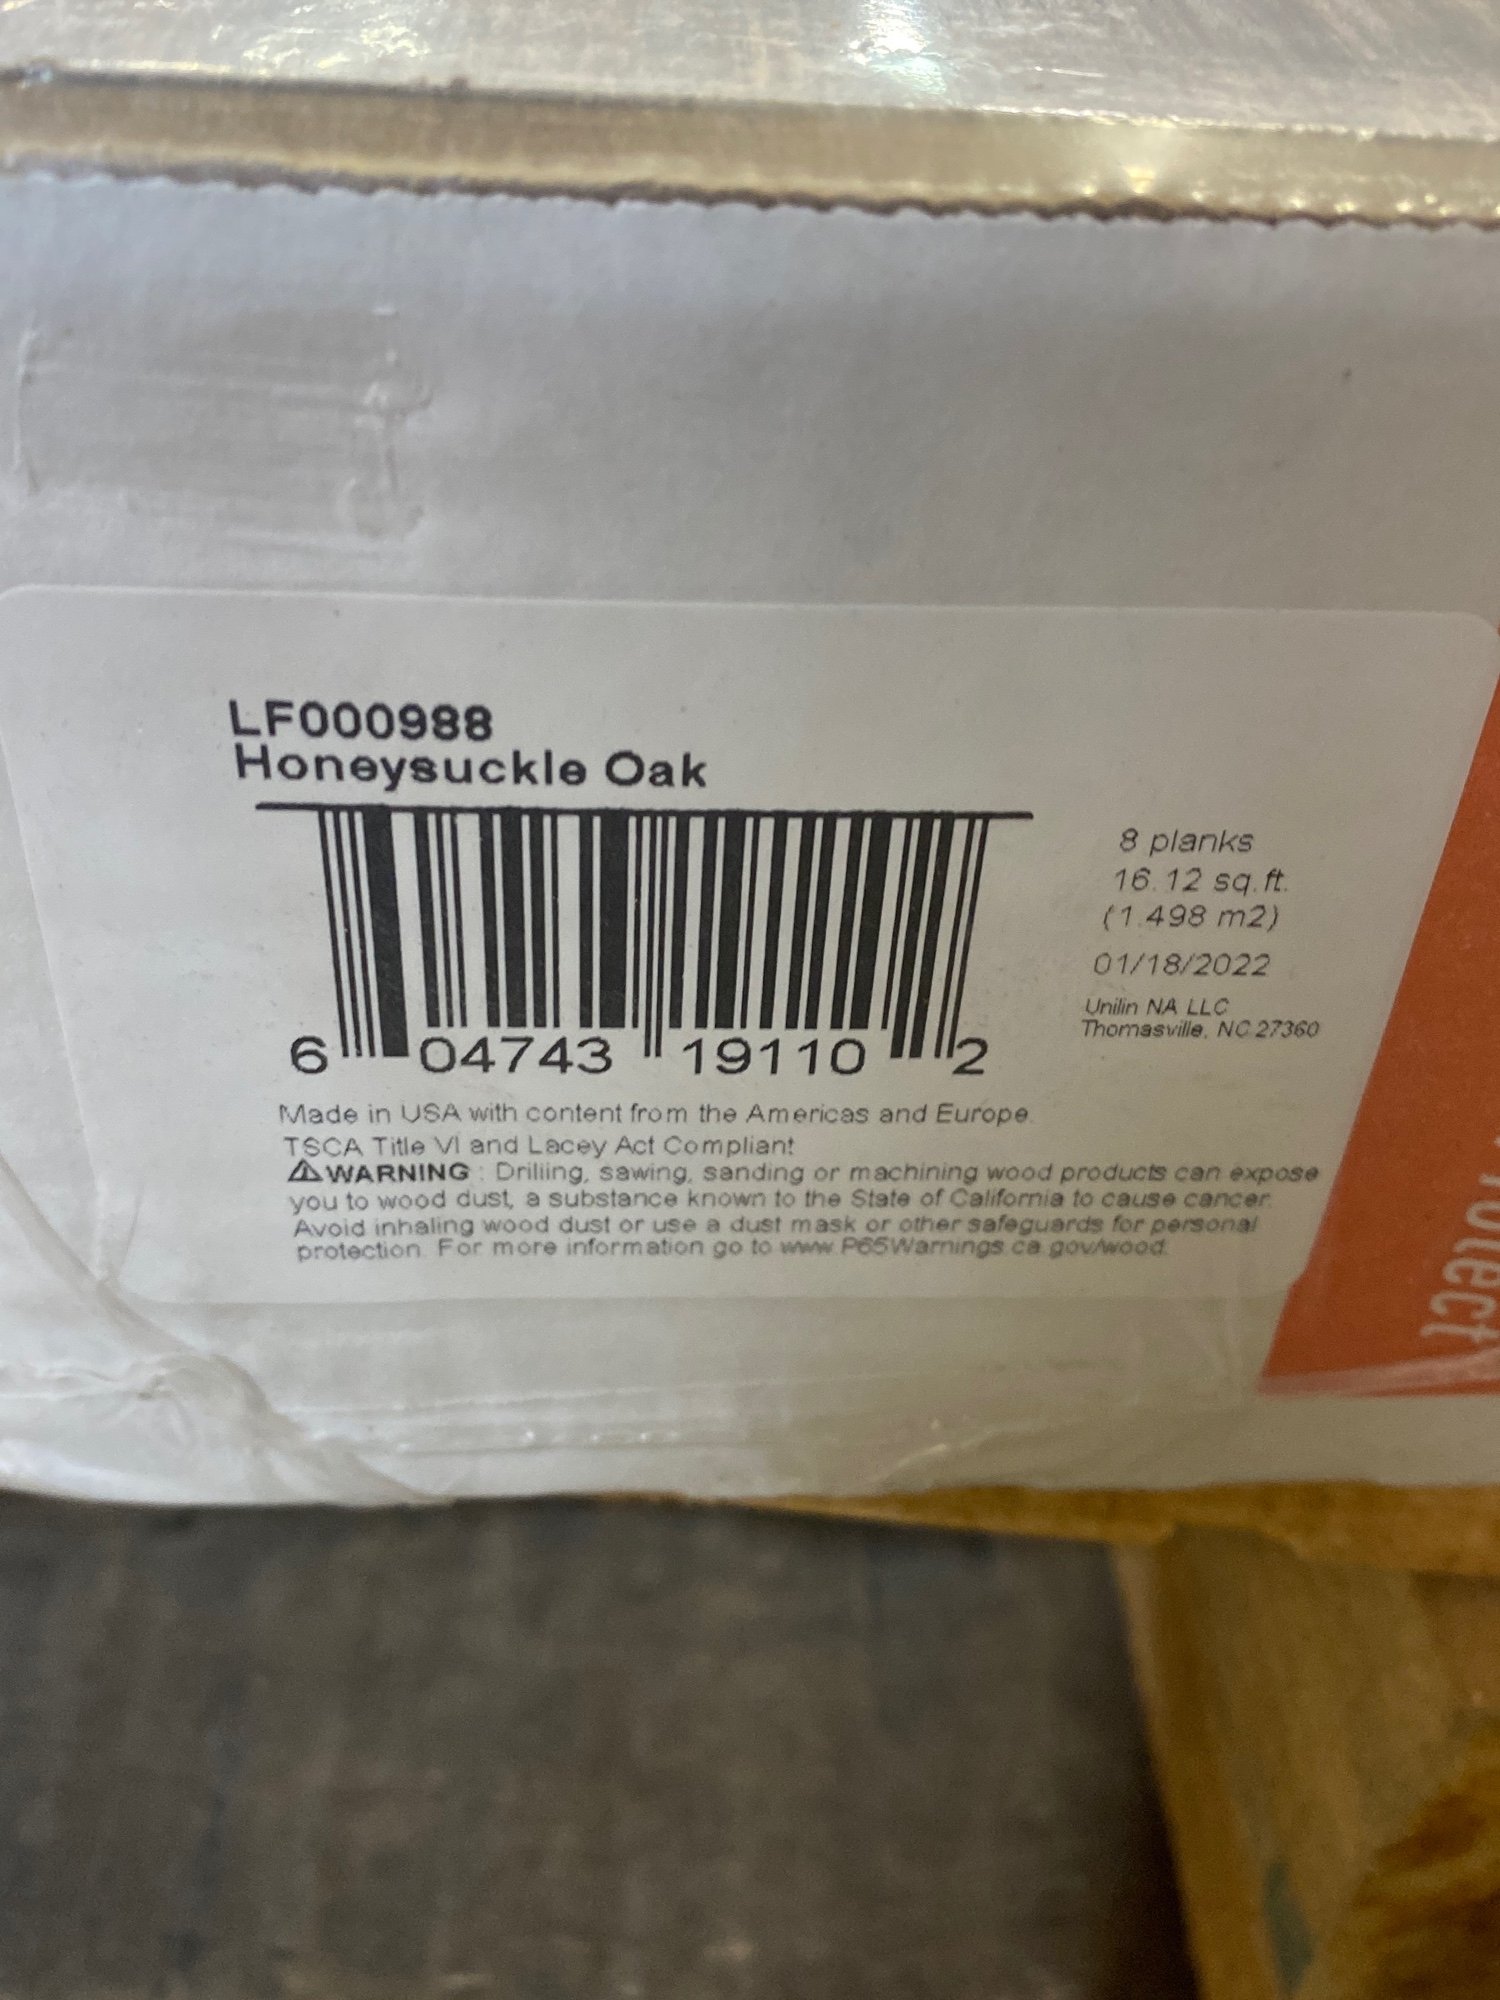 LF000988
Honeysuckle Oak
8 planks
16.12 sq.ft.
(1.498 m2)
01/18/2022
Unilin NA LLC
Thomasville, NC 27360
6 04743 19110 2
Made in USA with content from the Americas and Europe.
TSCA Title VI and Lacey Act Compliant
⚠WARNING : Drilling, sawing, sanding or machining wood products can expose
you to wood dust, a substance known to the State of California to cause cancer.
Avoid inhaling wood dust or use a dust mask or other safeguards for personal
protection. For more information go to www.P65Warnings.ca.gov/wood.